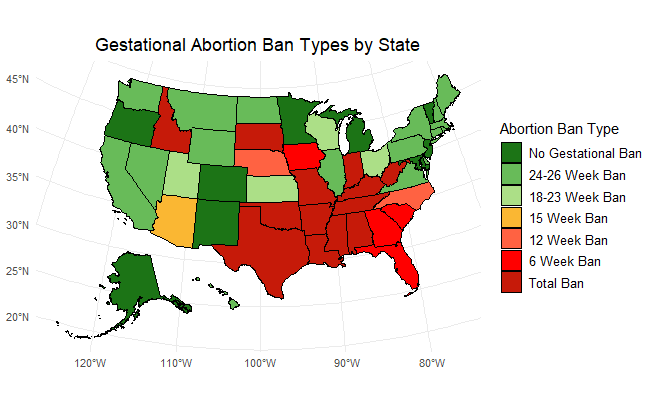 Gestational Abortion Ban Types by State
45°N
40°N
35°N
30°N
25°N
20°N
120°W
110°W
100°W
90°W
80°W
Abortion Ban Type
No Gestational Ban
24-26 Week Ban
18-23 Week Ban
15 Week Ban
12 Week Ban
6 Week Ban
Total Ban